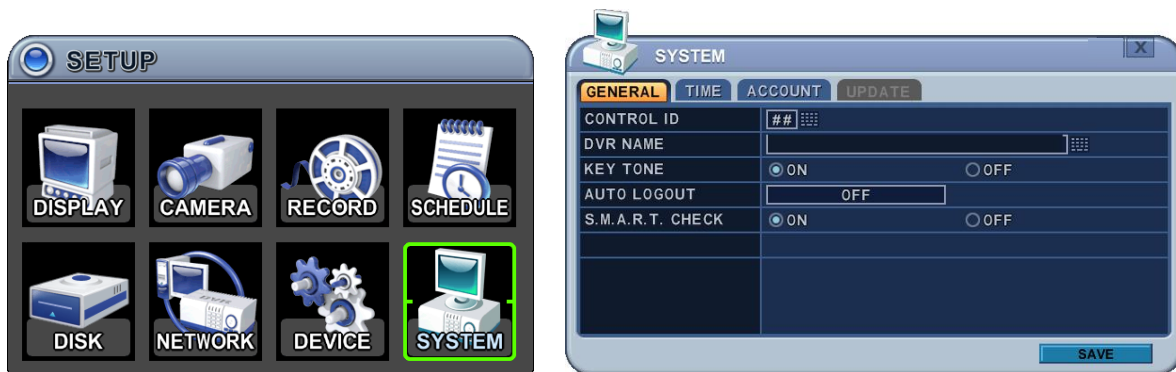 SETUP
DISPLAY CAMERA RECORD SCHEDULE
DISK NETWORK DEVICE SYSTEM
SYSTEM X
GENERAL TIME ACCOUNT UPDATE
CONTROL ID ##
DVR NAME
KEY TONE ON OFF
AUTO LOGOUT OFF
S.M.A.R.T. CHECK ON OFF
SAVE